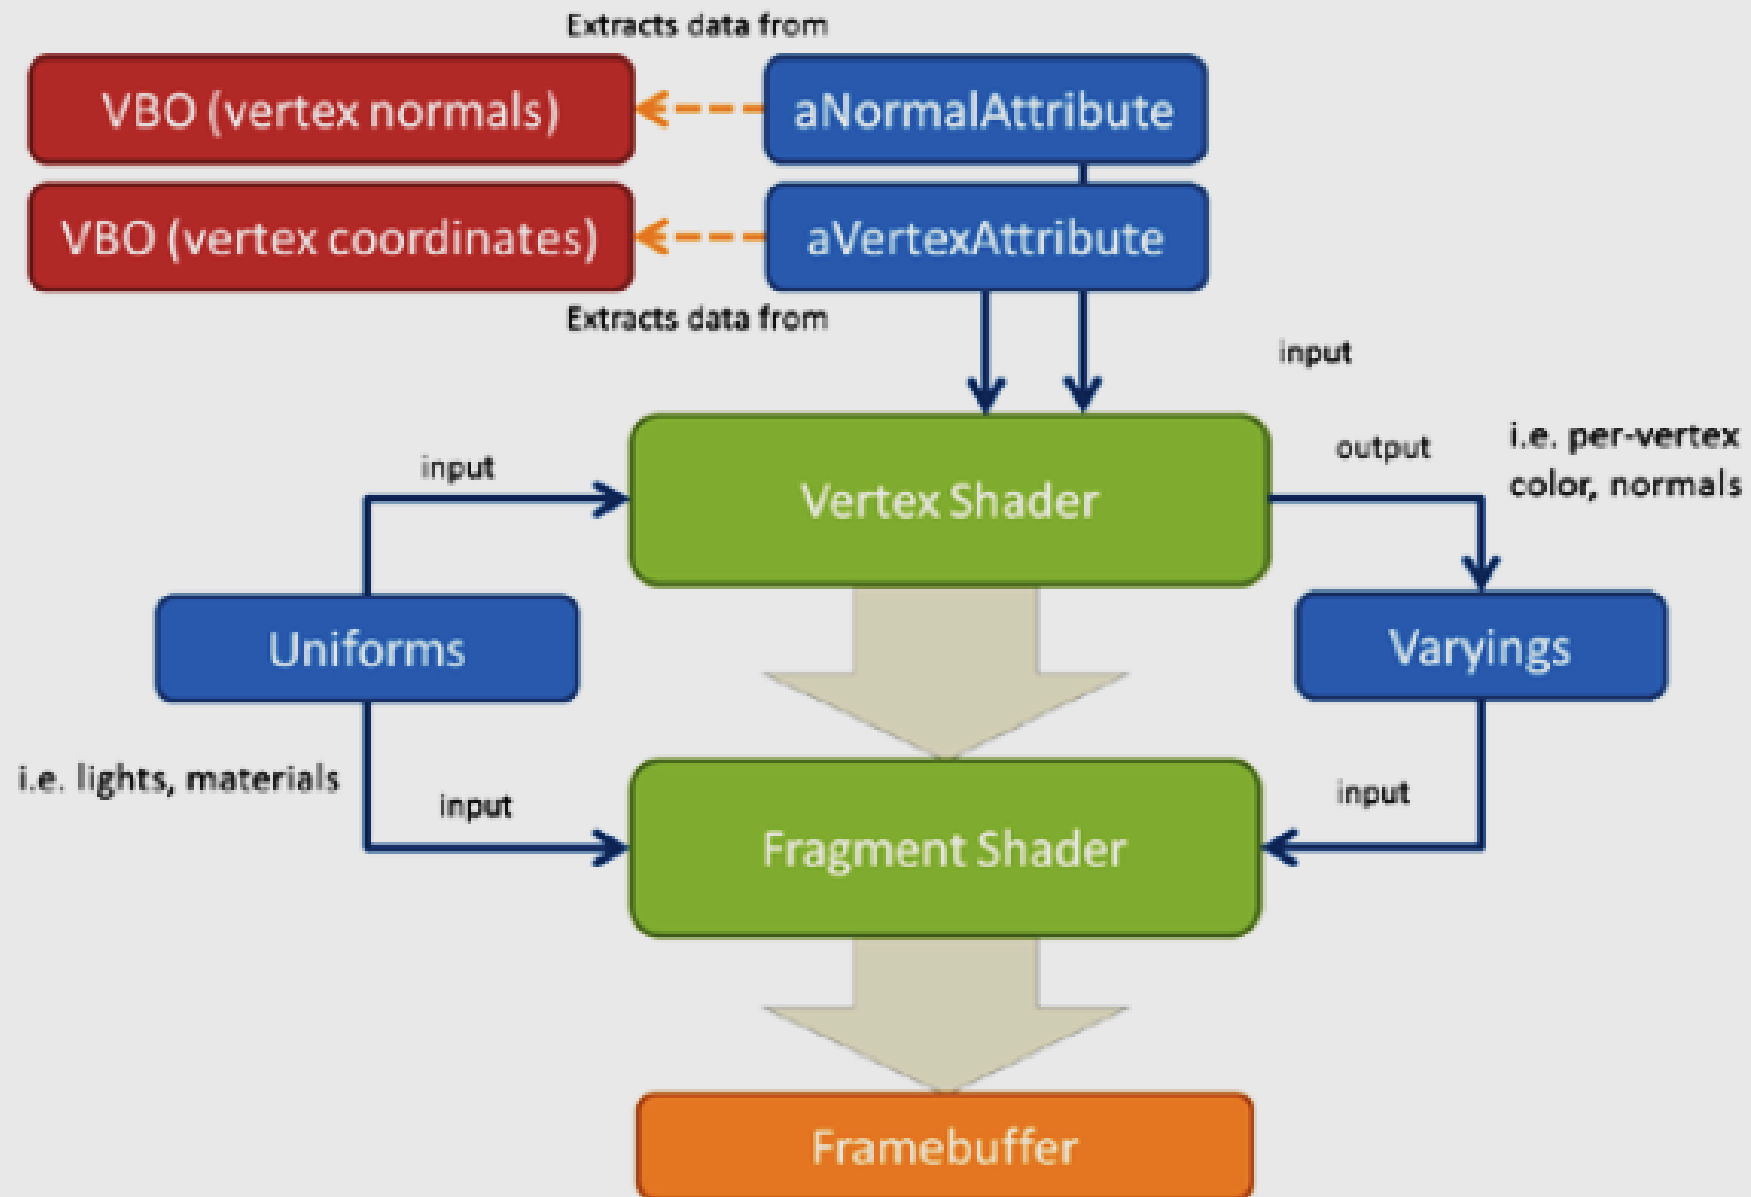 Extracts data from
VBO (vertex normals)
aNormalAttribute
VBO (vertex coordinates)
aVertexAttribute
Extracts data from
input
input
Vertex Shader
output
i.e. per-vertex
color, normals
Uniforms
Varyings
i.e. lights, materials
input
Fragment Shader
input
Framebuffer